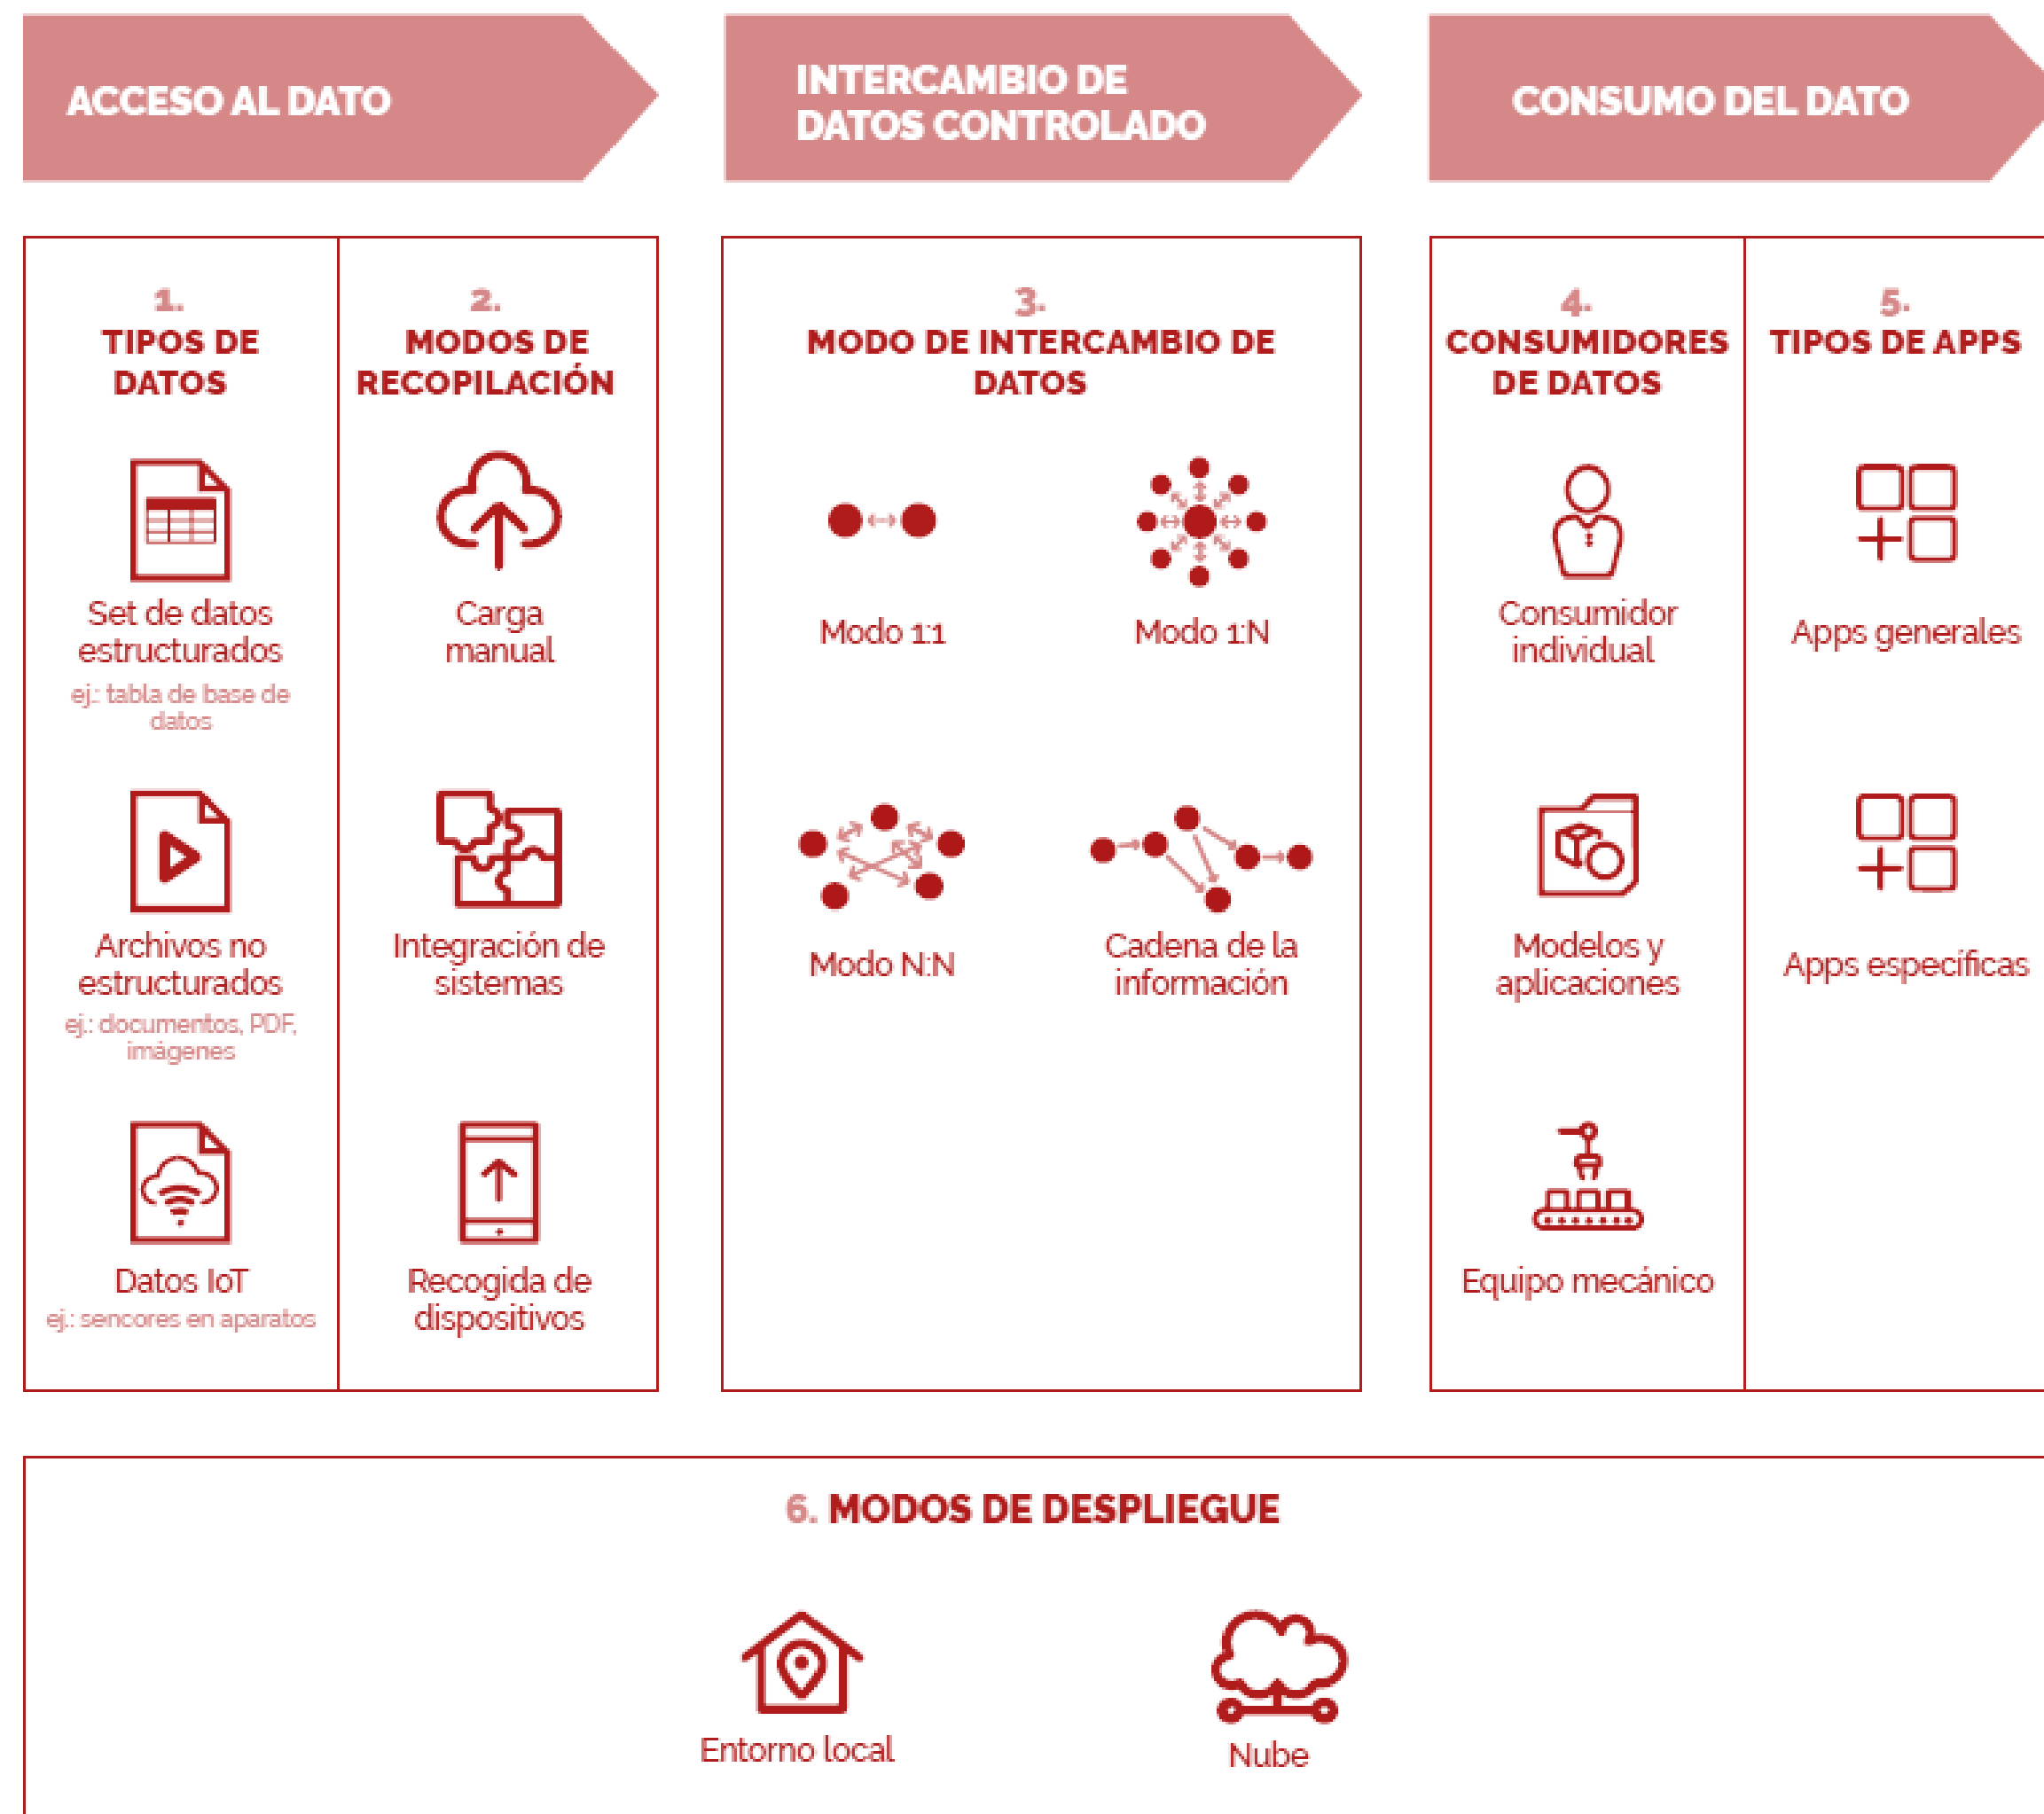 ACCESO AL DATO
INTERCAMBIO DE
DATOS CONTROLADO
CONSUMO DEL DATO
1.
TIPOS DE
DATOS
Set de datos
estructurados
ej.: tabla de base de
datos
Archivos no
estructurados
ej.: documentos, PDF,
imágenes
Datos IoT
ej.: sencores en aparatos
2.
MODOS DE
RECOPILACIÓN
Carga
manual
Integración de
sistemas
Recogida de
dispositivos
3.
MODO DE INTERCAMBIO DE
DATOS
Modo 1:1
Modo 1:N
Modo N:N
Cadena de la
información
4.
CONSUMIDORES
DE DATOS
Consumidor
individual
Modelos y
aplicaciones
Equipo mecánico
5.
TIPOS DE APPS
Apps generales
Apps específicas
6. MODOS DE DESPLIEGUE
Entorno local
Nube